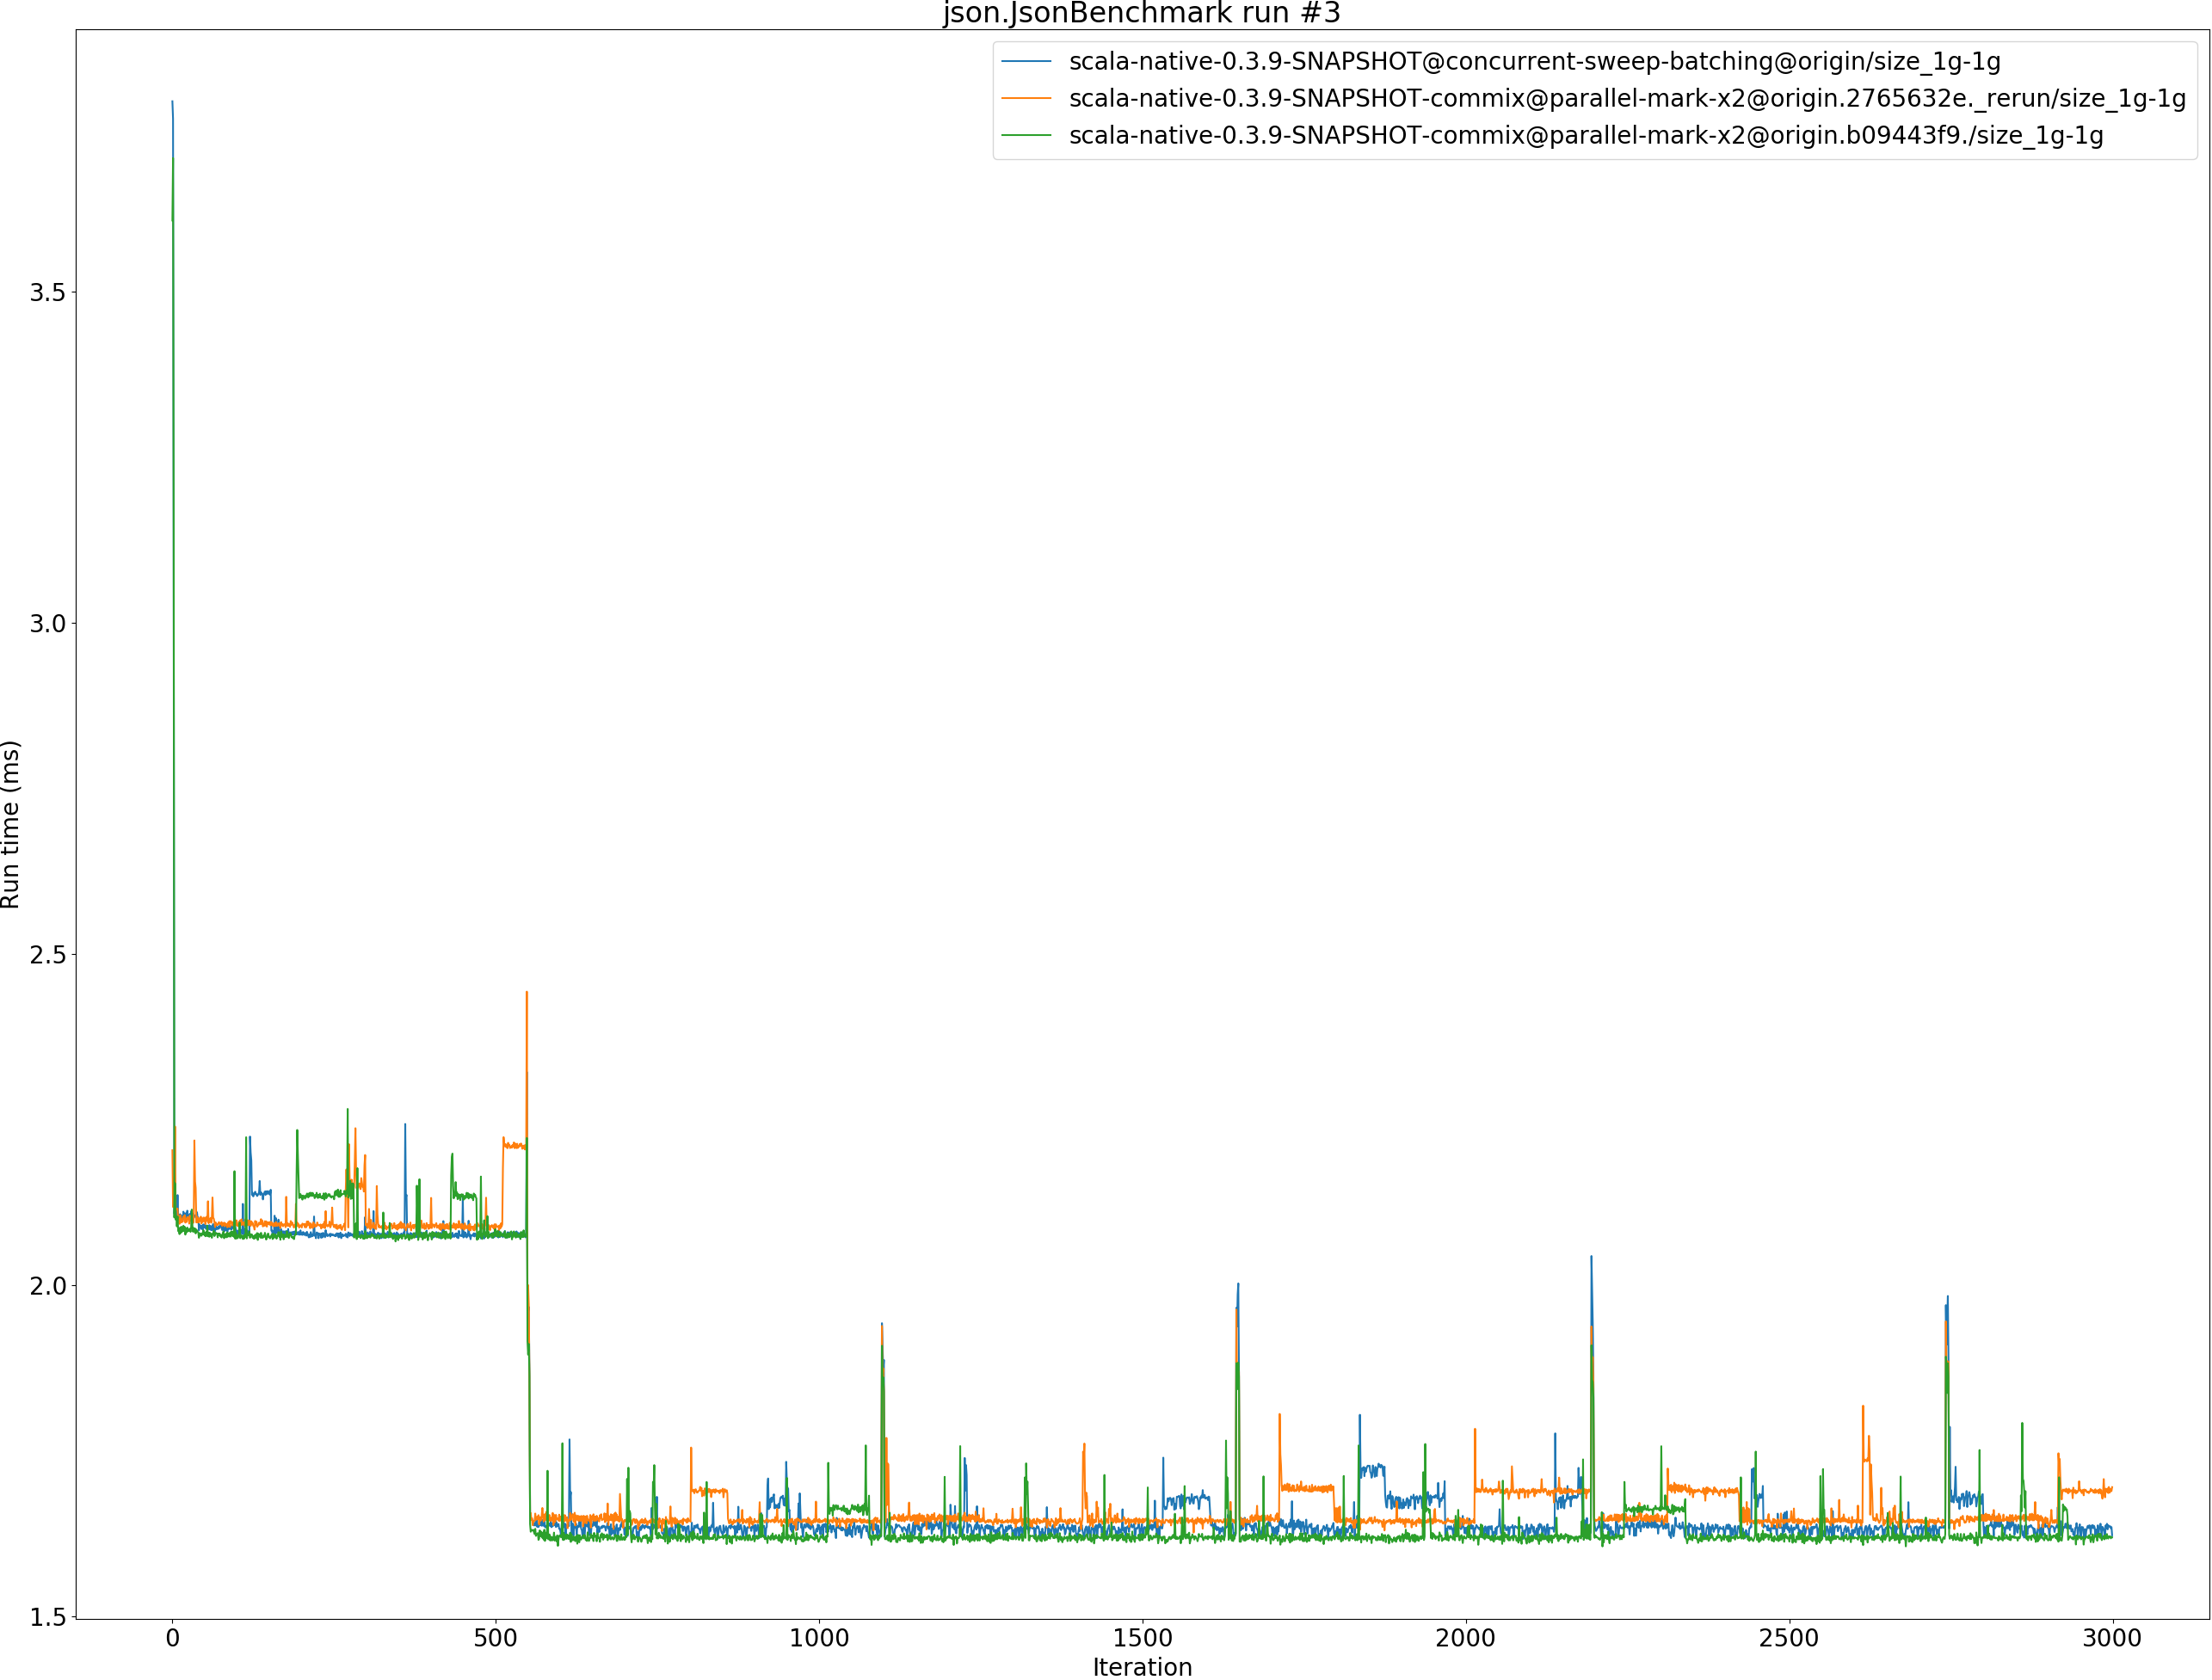 json.JsonBenchmark run #3
scala-native-0.3.9-SNAPSHOT@concurrent-sweep-batching@origin/size_1g-1g
scala-native-0.3.9-SNAPSHOT-commix@parallel-mark-x2@origin.2765632e._rerun/size_1g-1g
scala-native-0.3.9-SNAPSHOT-commix@parallel-mark-x2@origin.b09443f9./size_1g-1g
Run time (ms)
3.5
3.0
2.5
2.0
1.5
0 500 1000 1500 2000 2500 3000
Iteration